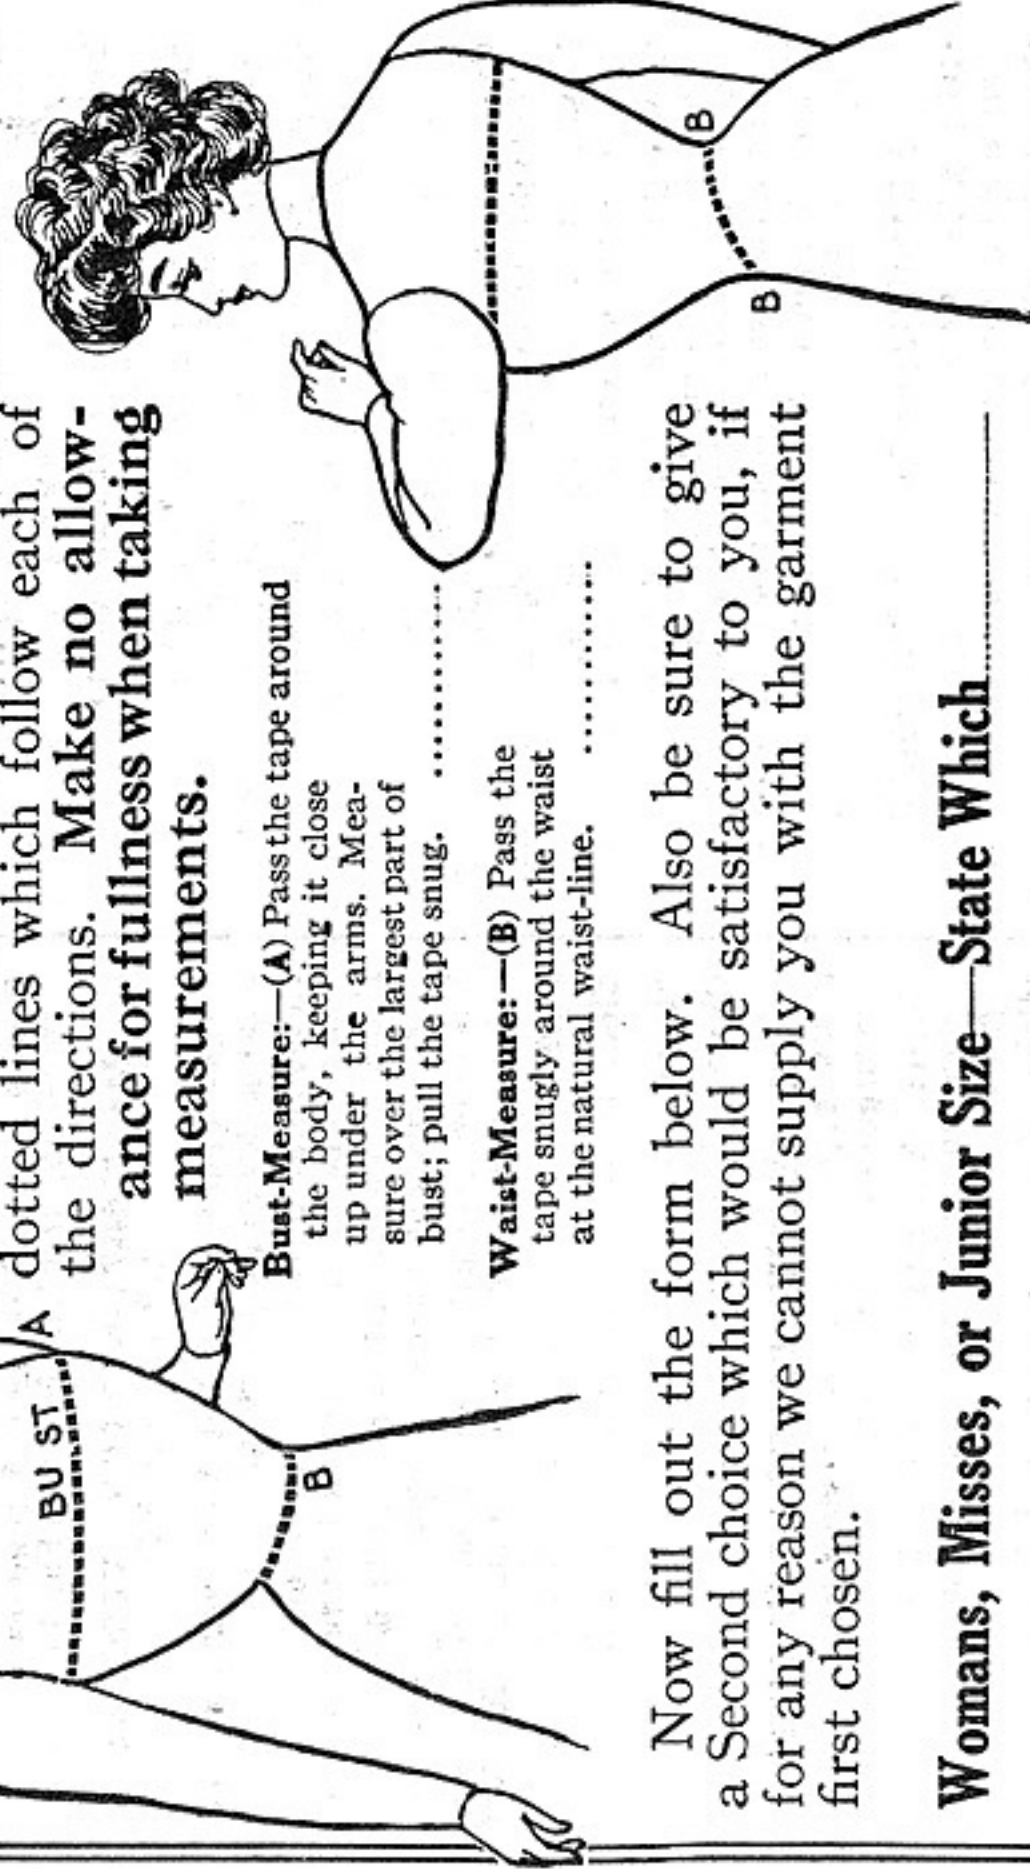 dotted lines which follow each of
the directions. Make no allow-
ance for fullness when taking
measurements.
A
BUST
B
Bust-Measure:—(A) Pass the tape around
the body, keeping it close
up under the arms. Mea-
sure over the largest part of
bust; pull the tape snug. ............
Waist-Measure:—(B) Pass the
tape snugly around the waist
at the natural waist-line. ............
B
B
Now fill out the form below. Also be sure to give
a Second choice which would be satisfactory to you, if
for any reason we cannot supply you with the garment
first chosen.
Womans, Misses, or Junior Size—State Which....................